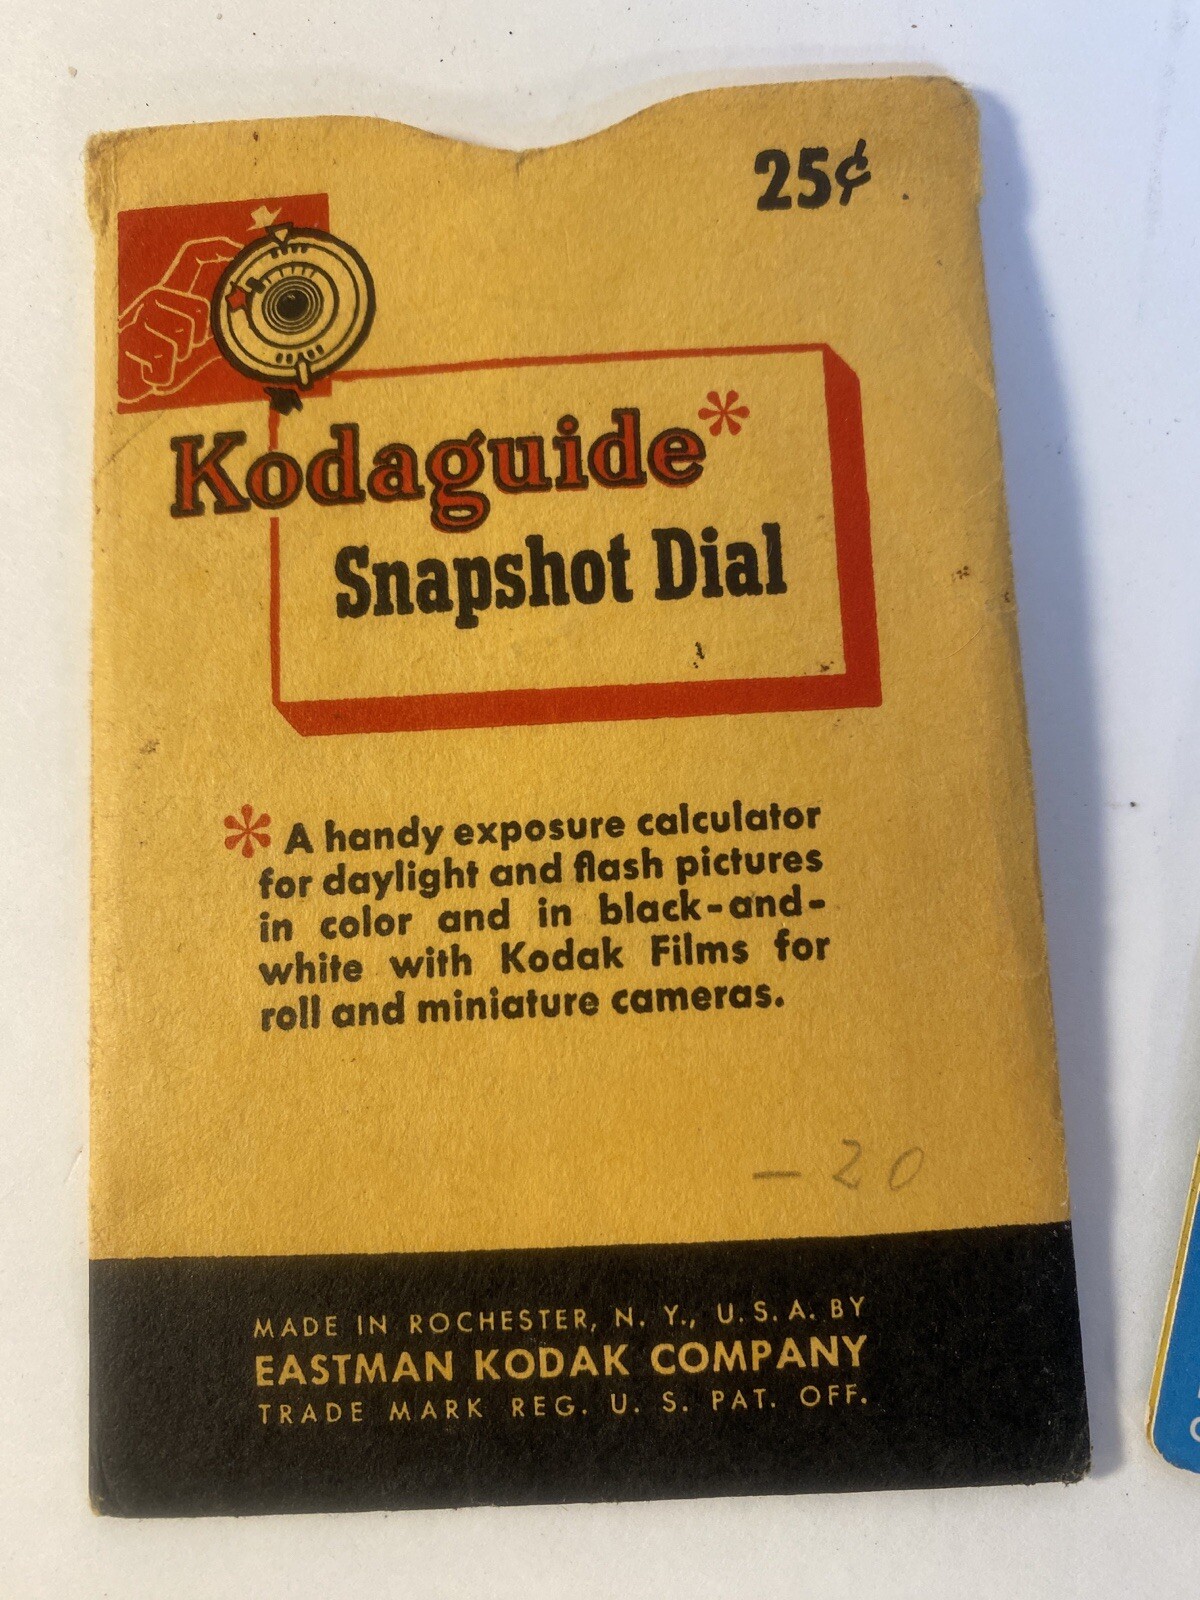 25¢
Kodaguide*
Snapshot Dial
* A handy exposure calculator
for daylight and flash pictures
in color and in black-and-
white with Kodak Films for
roll and miniature cameras.
– 20
MADE IN ROCHESTER, N. Y., U. S. A. BY
EASTMAN KODAK COMPANY
TRADE MARK REG. U. S. PAT. OFF.